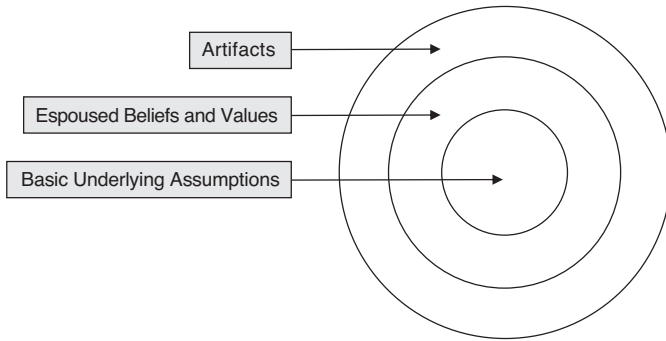 Artifacts
Espoused Beliefs and Values
Basic Underlying Assumptions